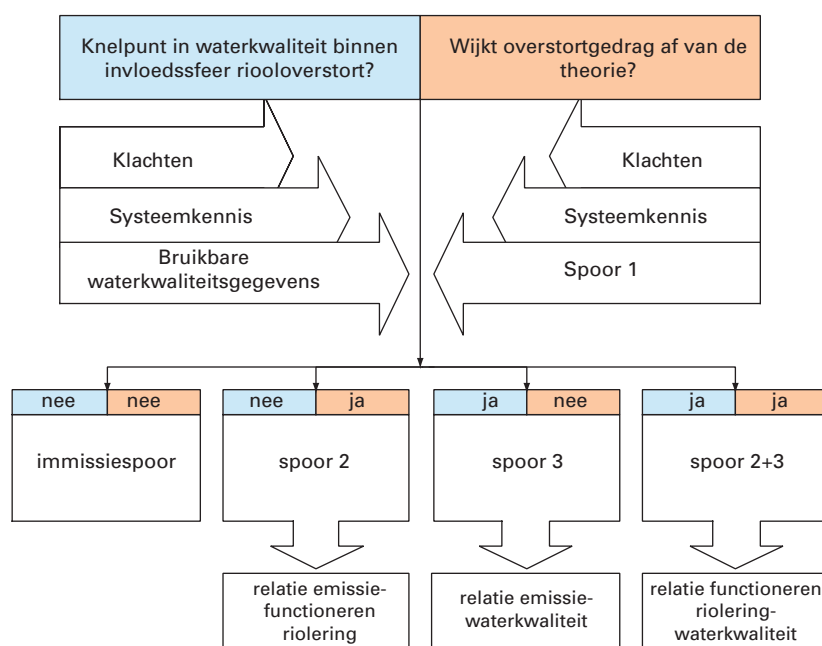 Knelpunt in waterkwaliteit binnen
invloedssfeer riooloverstort?
Wijkt overstortgedrag af van de
theorie?
Klachten
Klachten
Systeemkennis
Systeemkennis
Bruikbare
waterkwaliteitsgegevens
Spoor 1
nee nee
nee ja
ja nee
ja ja
immissiespoor
spoor 2
spoor 3
spoor 2+3
relatie emissie-
functioneren
riolering
relatie emissie-
waterkwaliteit
relatie functioneren
riolering-
waterkwaliteit